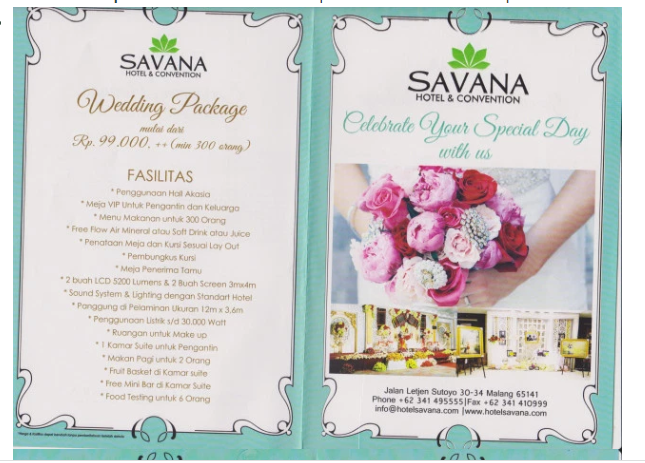 SAVANA
HOTEL & CONVENTION
Wedding Package
mulai dari
Rp. 99.000, ++ (min 300 orang)
FASILITAS
* Penggunaan Hall Akasia
* Meja VIP Untuk Pengantin dan Keluarga
* Menu Makanan untuk 300 Orang
* Free Flow Air Mineral atau Soft Drink atau Juice
* Penataan Meja dan Kursi Sesuai Lay Out
* Pembungkus Kursi
* Meja Penerima Tamu
* 2 buah LCD 5200 Lumens & 2 Buah Screen 3mx4m
* Sound System & Lighting dengan Standart Hotel
* Panggung di Pelaminan Ukuran 12m x 3,6m
* Penggunaan Listrik s/d 30.000 Watt
* Ruangan untuk Make up
* 1 Kamar Suite untuk Pengantin
* Makan Pagi untuk 2 Orang
* Fruit Basket di Kamar suite
* Free Mini Bar di Kamar Suite
* Food Testing untuk 6 Orang
SAVANA
HOTEL & CONVENTION
Celebrate Your Special Day
with us
Jalan Letjen Sutoyo 30-34 Malang 65141
Phone +62 341 495555|Fax +62 341 410999
info@hotelsavana.com |www.hotelsavana.com